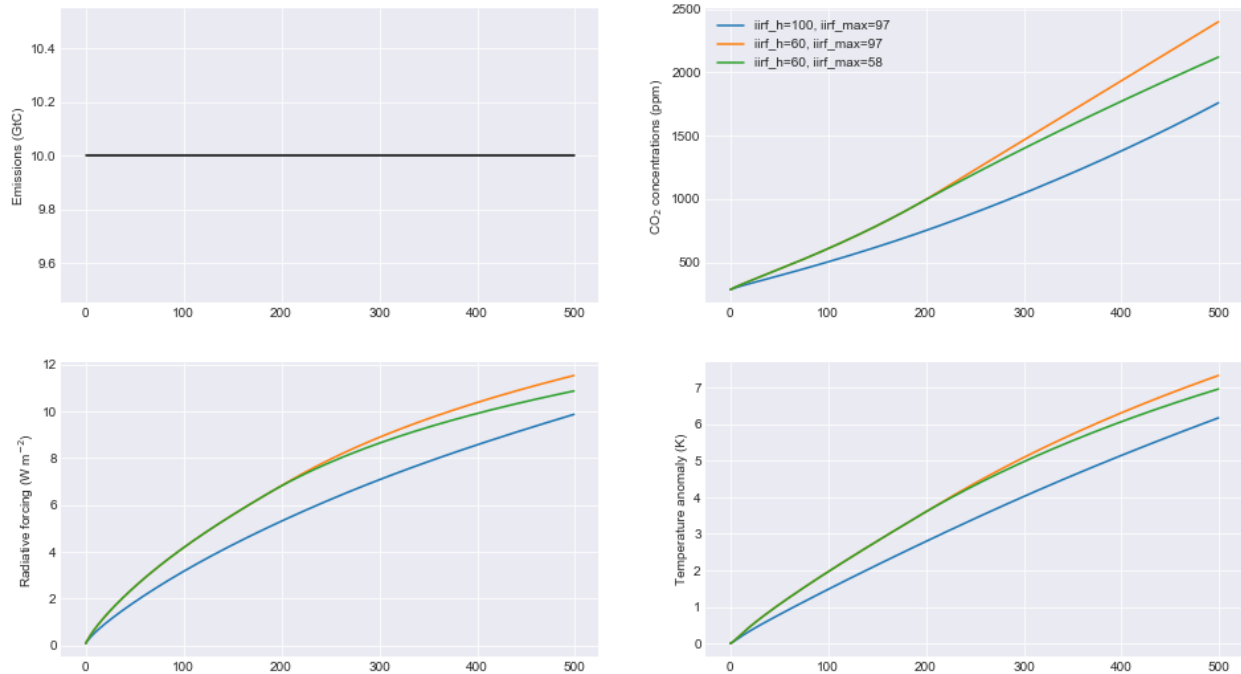 Emissions (GtC)
10.4
10.2
10.0
9.8
9.6
0 100 200 300 400 500
CO₂ concentrations (ppm)
2500
2000
1500
1000
500
iirf_h=100, iirf_max=97
iirf_h=60, iirf_max=97
iirf_h=60, iirf_max=58
0 100 200 300 400 500
Radiative forcing (W m⁻²)
12
10
8
6
4
2
0
0 100 200 300 400 500
Temperature anomaly (K)
7
6
5
4
3
2
1
0
0 100 200 300 400 500